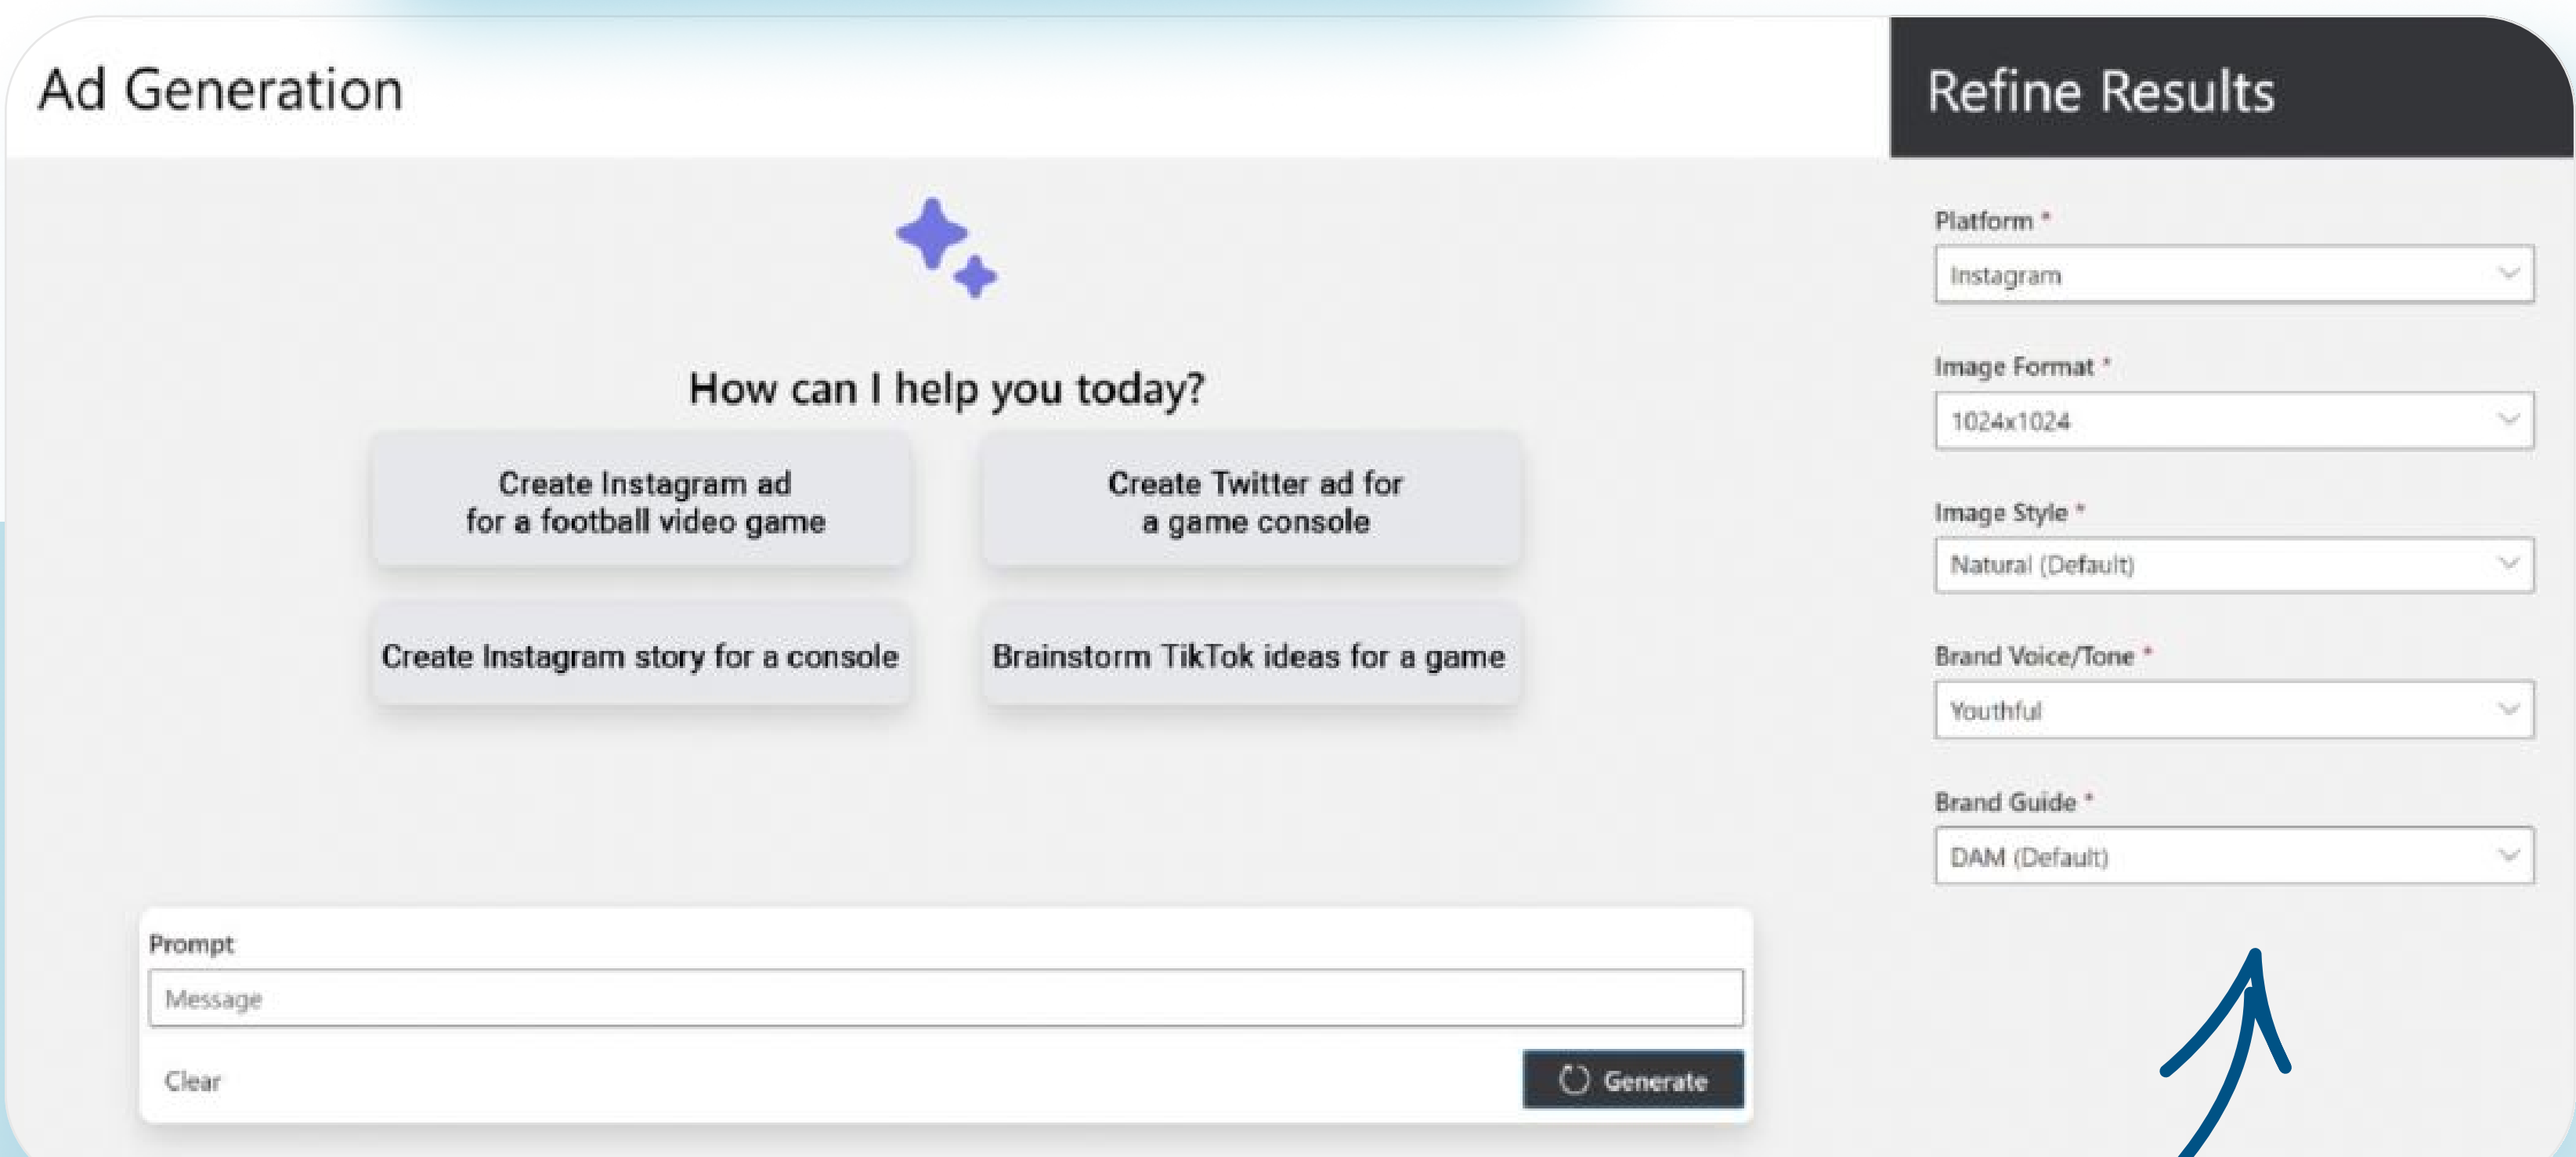 Ad Generation
Refine Results
How can I help you today?
Create Instagram ad
for a football video game
Create Twitter ad for
a game console
Create Instagram story for a console
Brainstorm TikTok ideas for a game
Prompt
Message
Clear
Generate
Platform *
Instagram
Image Format *
1024x1024
Image Style *
Natural (Default)
Brand Voice/Tone *
Youthful
Brand Guide *
DAM (Default)